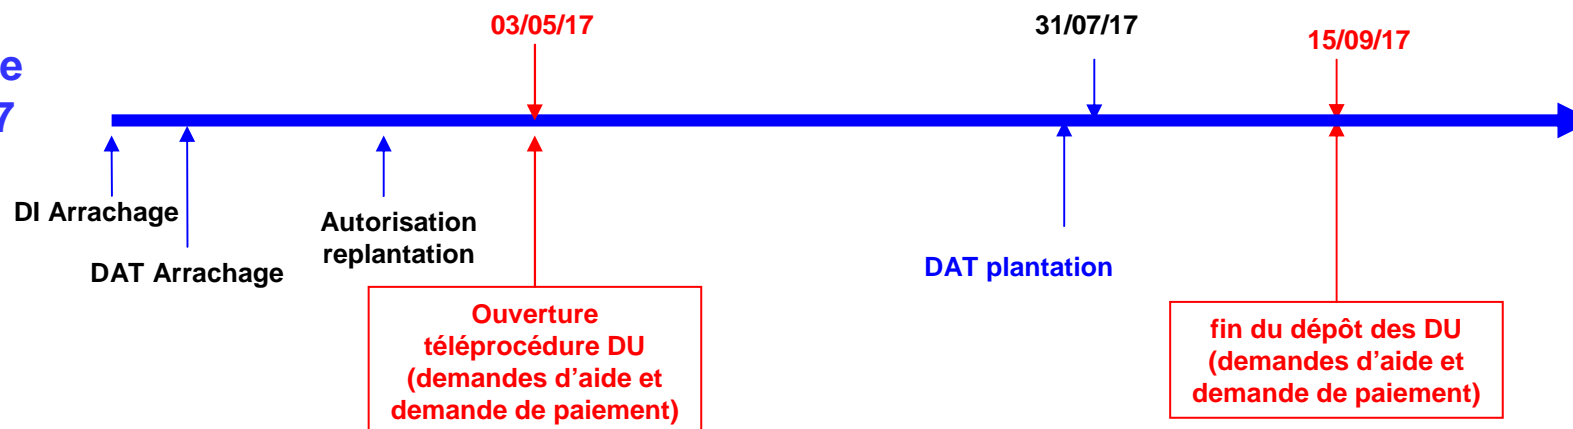 03/05/17
31/07/17
15/09/17
e
7
DI Arrachage
DAT Arrachage
Autorisation
replantation
DAT plantation
Ouverture
téléprocédure DU
(demandes d’aide et
demande de paiement)
fin du dépôt des DU
(demandes d’aide et
demande de paiement)